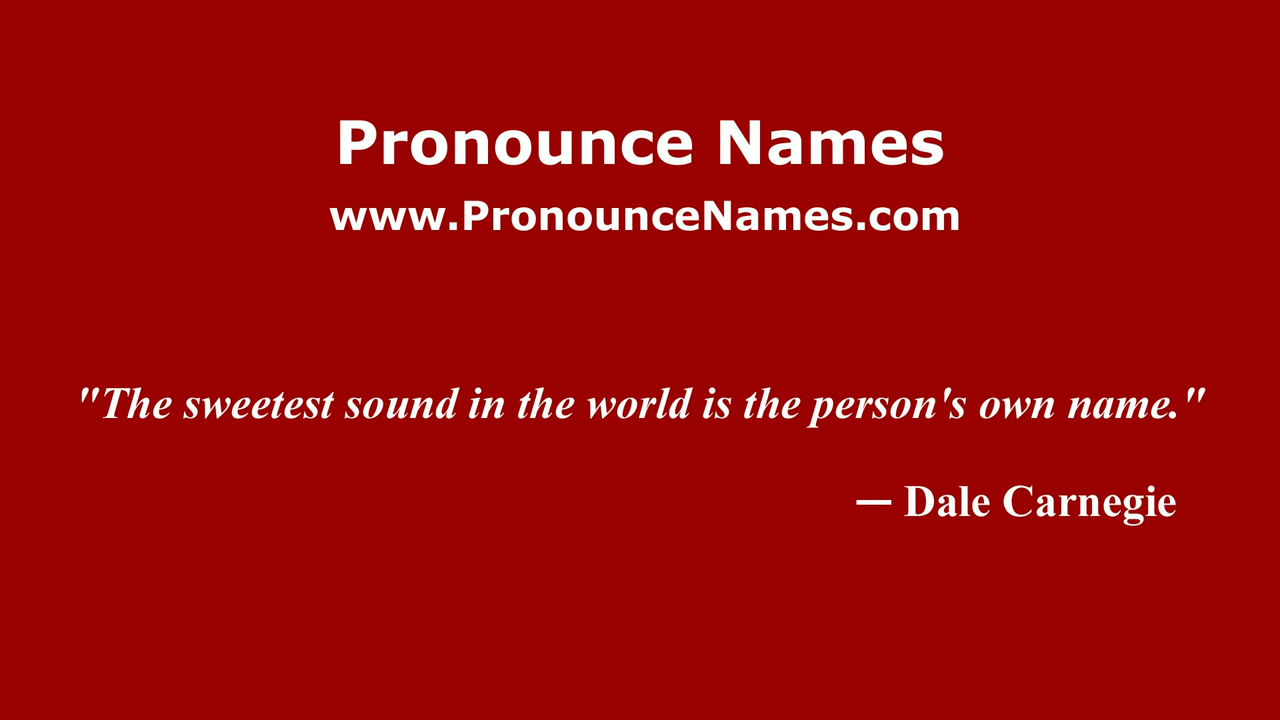 Pronounce Names
www.PronounceNames.com
"The sweetest sound in the world is the person's own name."
— Dale Carnegie